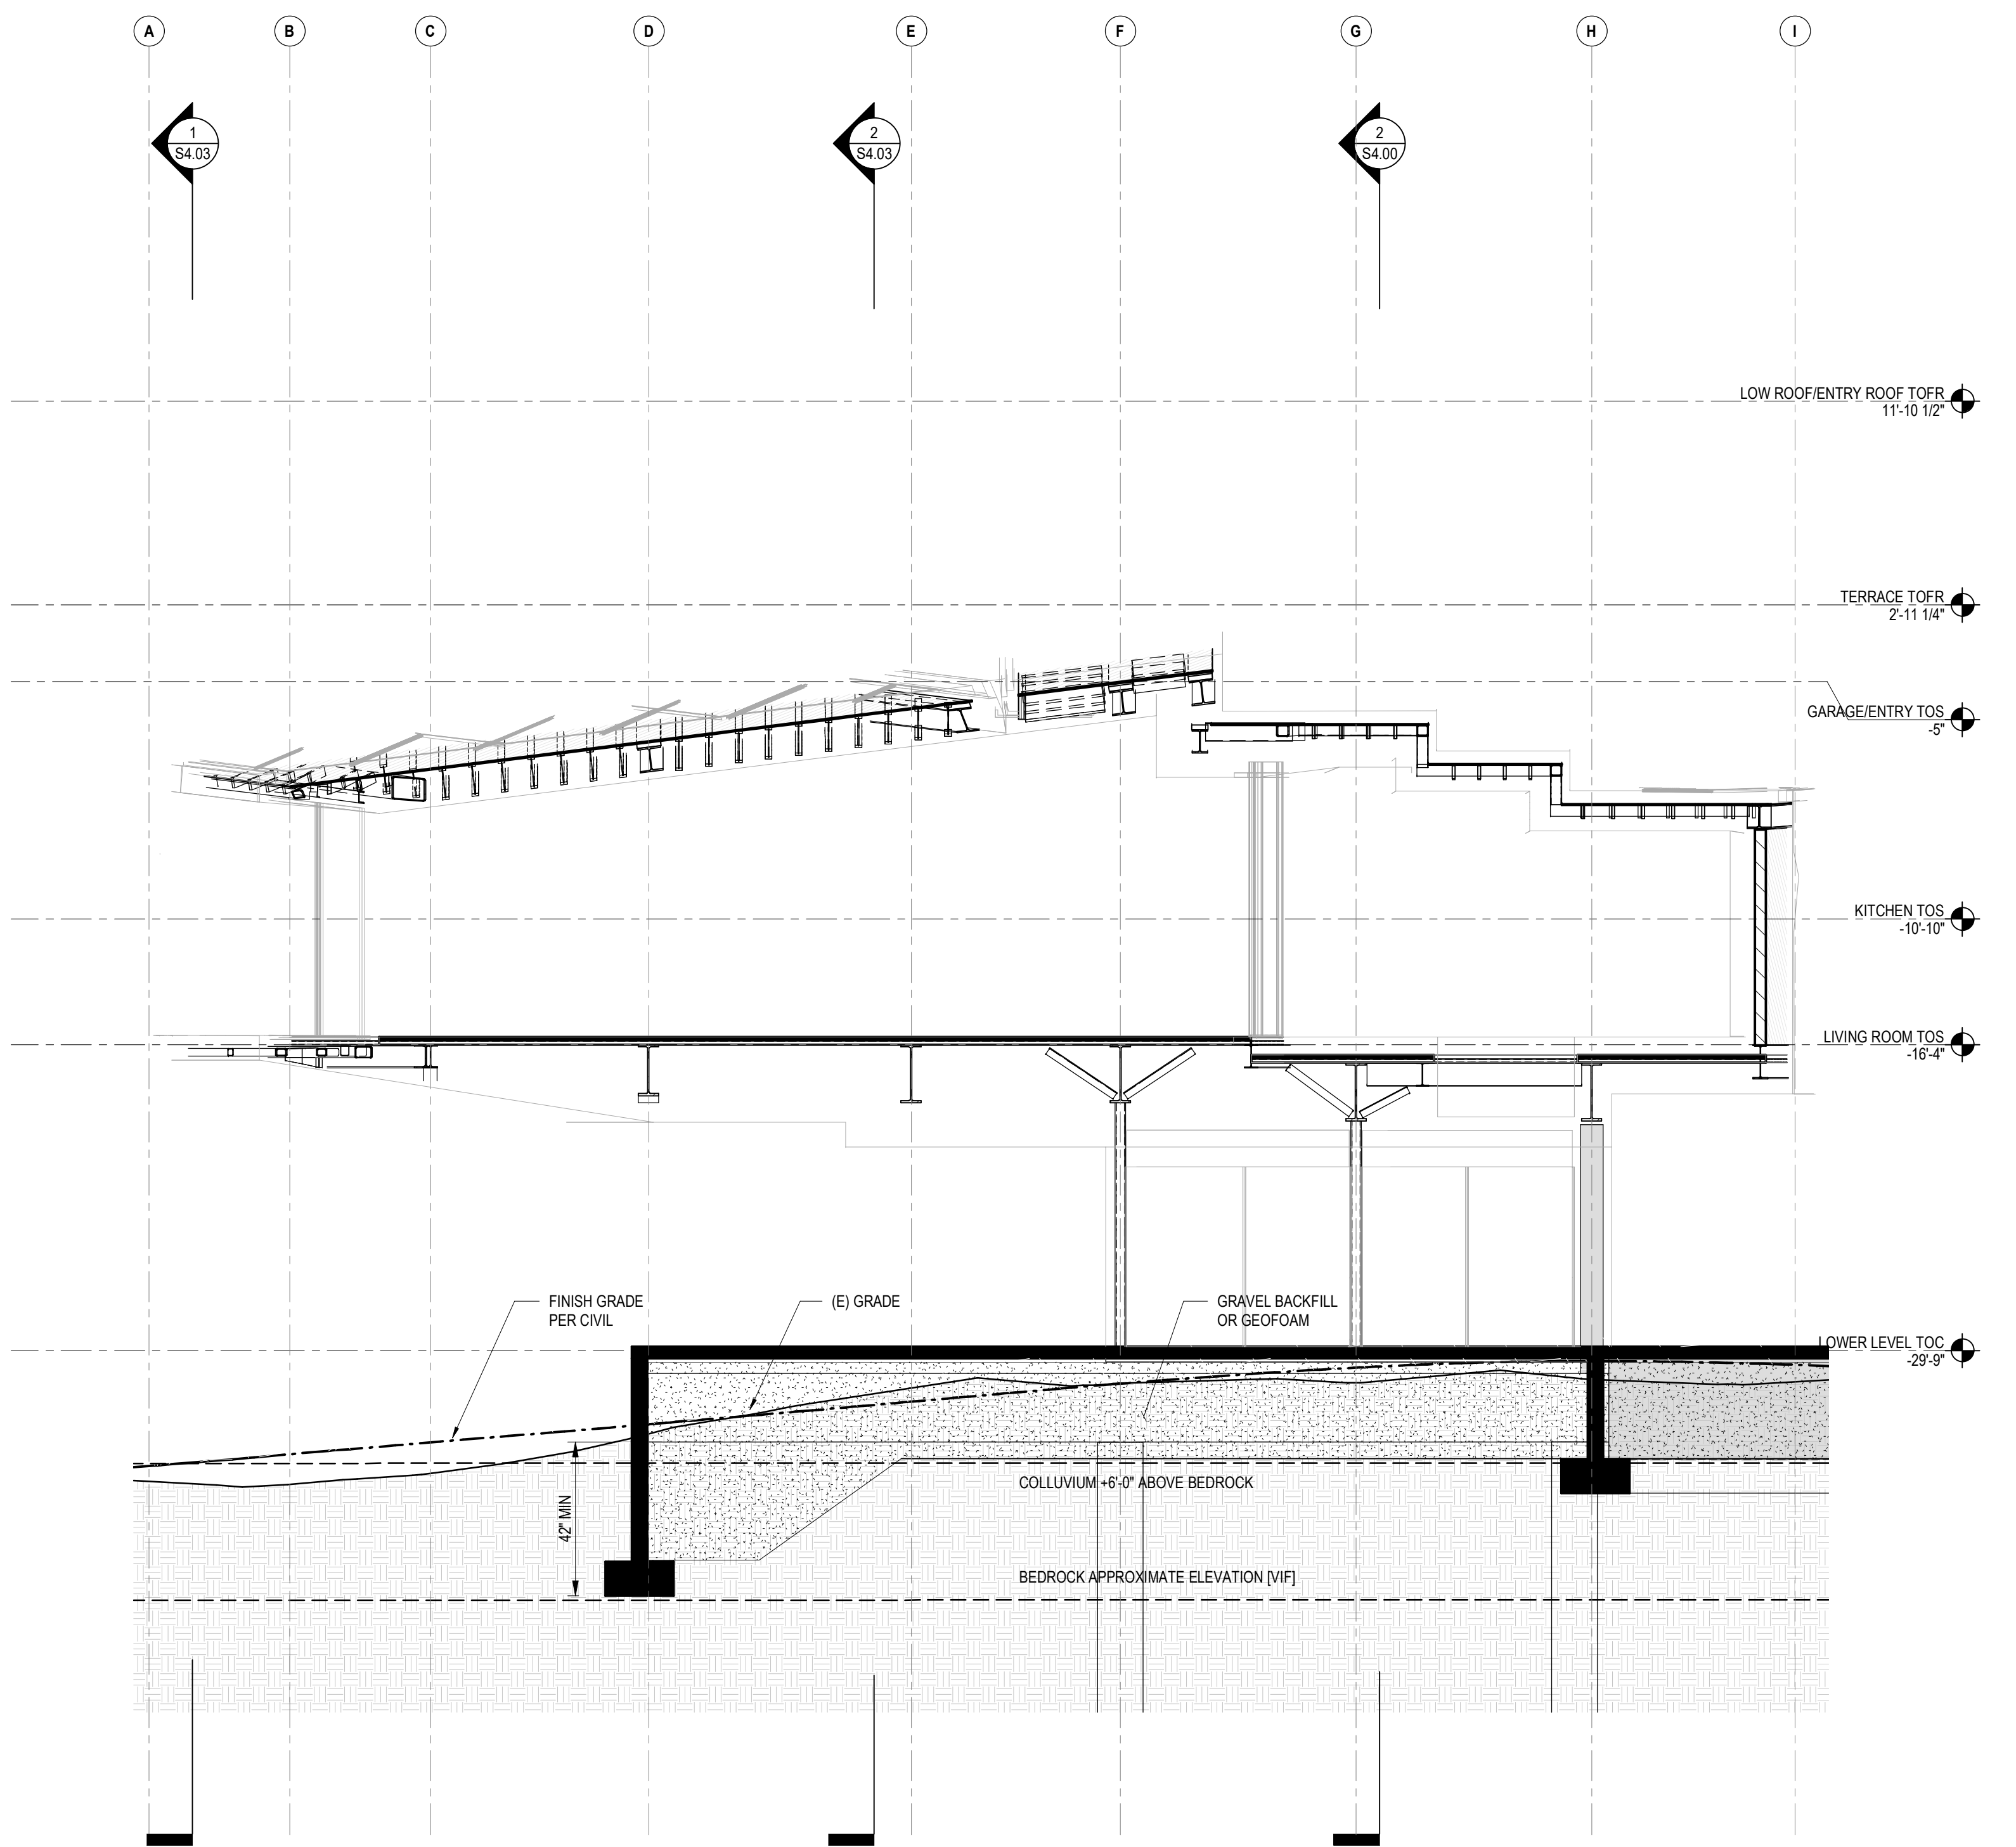 A
B
C
D
E
F
G
H
I
1
S4.03
2
S4.03
2
S4.00
LOW ROOF/ENTRY ROOF TOFR
11'-10 1/2"
TERRACE TOFR
2'-11 1/4"
GARAGE/ENTRY TOS
-5"
KITCHEN TOS
-10'-10"
LIVING ROOM TOS
-16'-4"
FINISH GRADE
PER CIVIL
(E) GRADE
GRAVEL BACKFILL
OR GEOFOAM
LOWER LEVEL TOC
-29'-9"
COLLUVIUM +6'-0" ABOVE BEDROCK
42" MIN
BEDROCK APPROXIMATE ELEVATION [VIF]